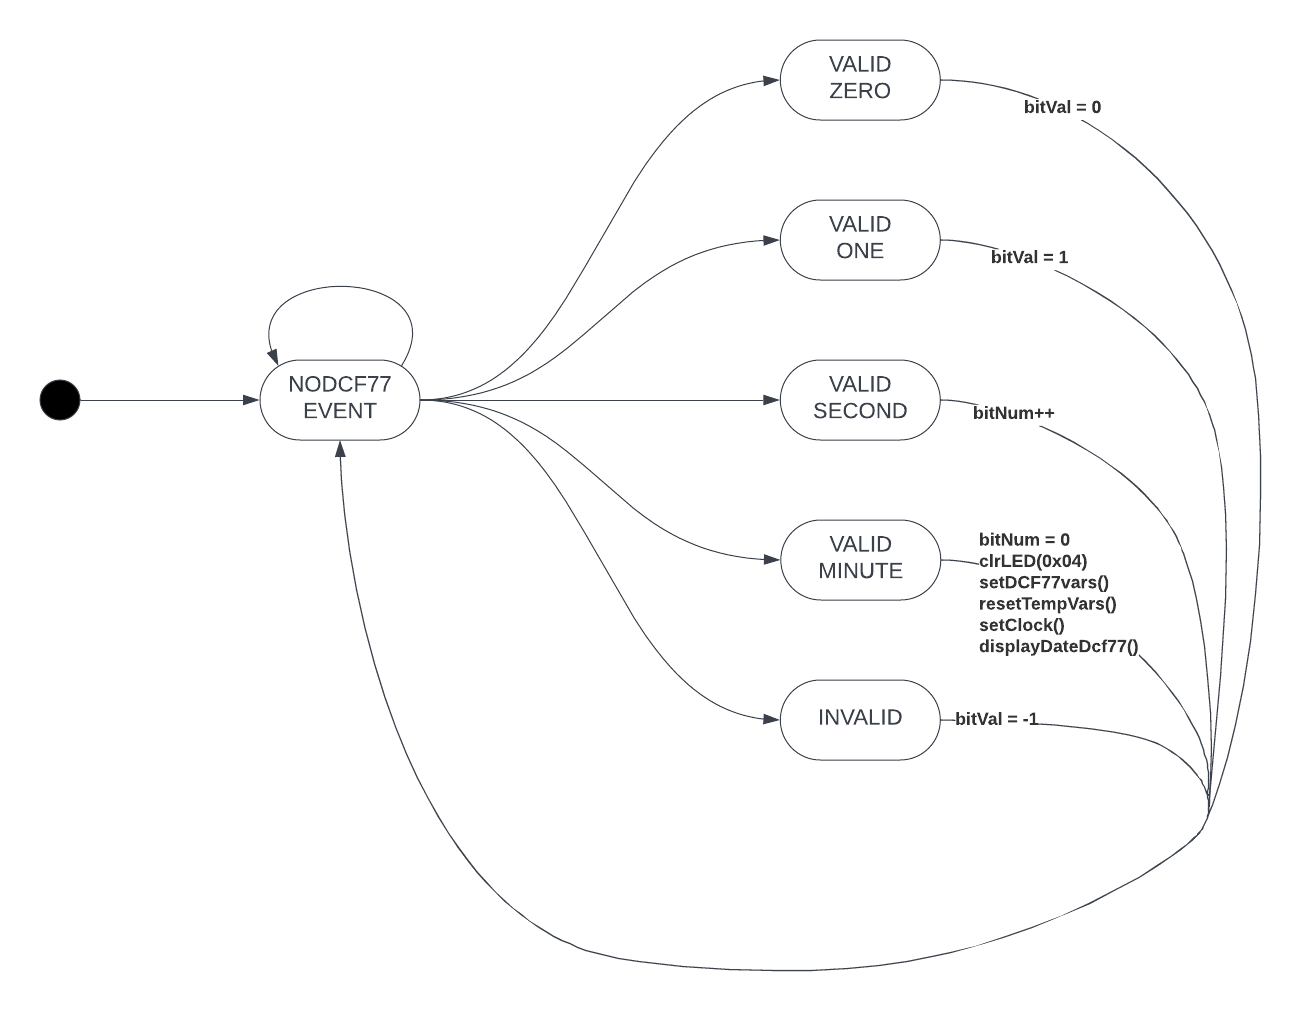 VALID
ZERO
bitVal = 0
VALID
ONE
bitVal = 1
NODCF77
EVENT
VALID
SECOND
bitNum++
VALID
MINUTE
bitNum = 0
clrLED(0x04)
setDCF77vars()
resetTempVars()
setClock()
displayDateDcf77()
INVALID
bitVal = -1